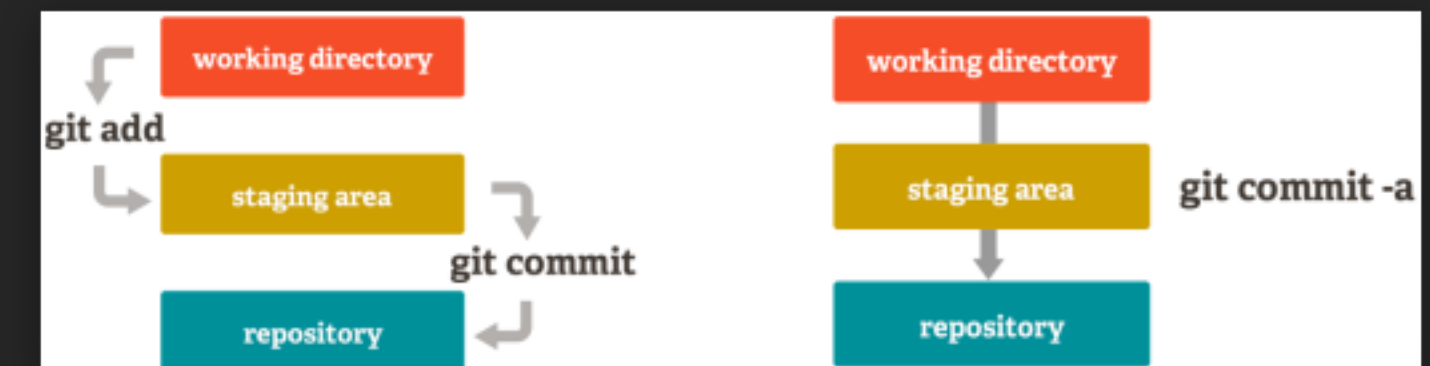 working directory
git add
staging area
git commit
repository
working directory
staging area
git commit -a
repository